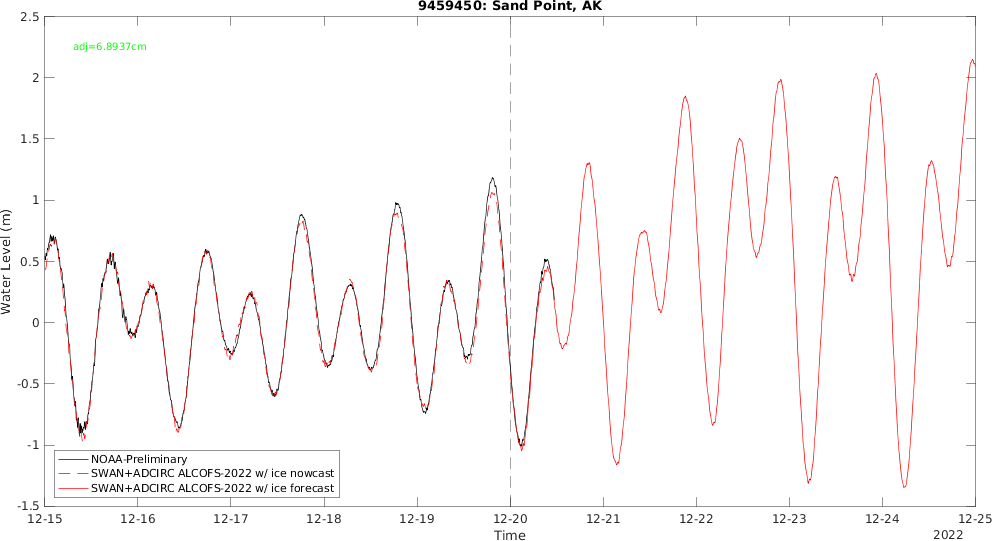 9459450: Sand Point, AK
adj=6.8937cm
2.5
2
1.5
1
0.5
0
-0.5
-1
-1.5
Water Level (m)
NOAA-Preliminary
SWAN+ADCIRC ALCOFS-2022 w/ ice nowcast
SWAN+ADCIRC ALCOFS-2022 w/ ice forecast
12-15 12-16 12-17 12-18 12-19 12-20 12-21 12-22 12-23 12-24 12-25
Time
2022